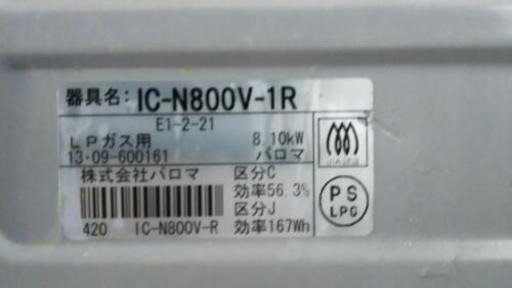 器具名: IC-N800V-1R
E1-2-21
LPガス用 8.10kW
13·09-600161 パロマ
株式会社パロマ 区分C
効率56.3%
区分J
420 IC-N800V-R 効率167Wh
JIA
PS
LPG